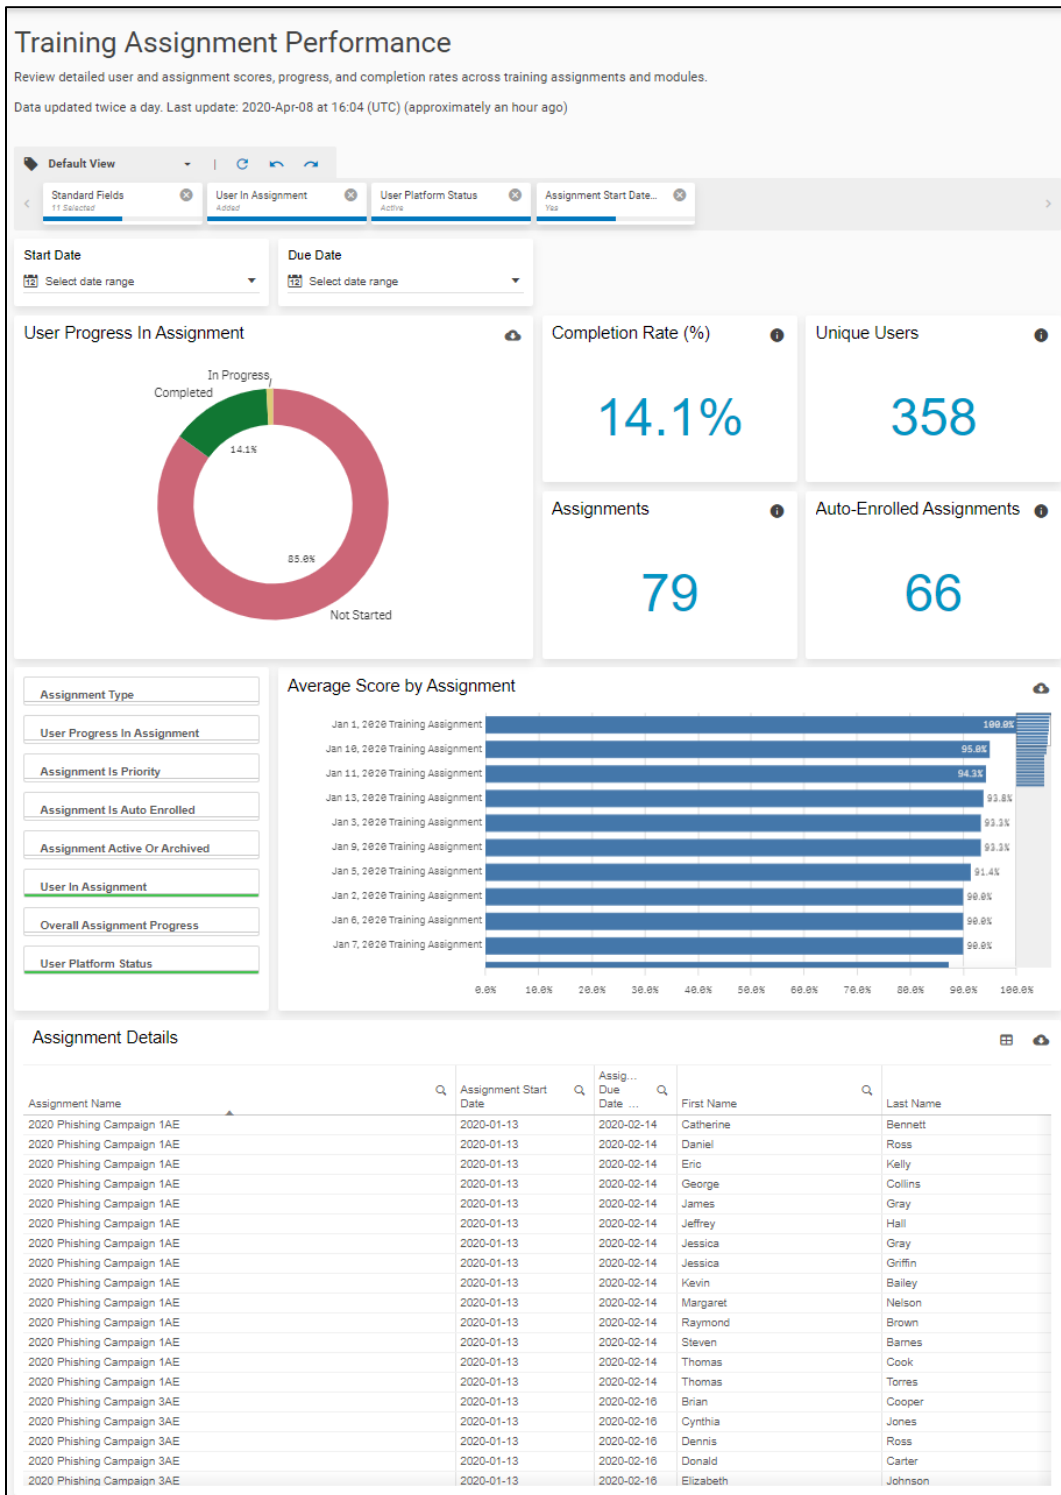 Training Assignment Performance
Review detailed user and assignment scores, progress, and completion rates across training assignments and modules.
Data updated twice a day. Last update: 2020-Apr-08 at 16:04 (UTC) (approximately an hour ago)
Default View
Standard Fields
11 Selected
User In Assignment
Added
User Platform Status
Active
Assignment Start Date...
Yes
Start Date
12 Select date range
Due Date
12 Select date range
User Progress In Assignment
In Progress
Completed
14.1%
85.0%
Not Started
Completion Rate (%)
14.1%
Unique Users
358
Assignments
79
Auto-Enrolled Assignments
66
Assignment Type
User Progress In Assignment
Assignment Is Priority
Assignment Is Auto Enrolled
Assignment Active Or Archived
User In Assignment
Overall Assignment Progress
User Platform Status
Average Score by Assignment
Jan 1, 2020 Training Assignment 100.0%
Jan 10, 2020 Training Assignment 95.0%
Jan 11, 2020 Training Assignment 94.3%
Jan 13, 2020 Training Assignment 93.8%
Jan 3, 2020 Training Assignment 93.3%
Jan 9, 2020 Training Assignment 93.3%
Jan 5, 2020 Training Assignment 91.4%
Jan 2, 2020 Training Assignment 90.0%
Jan 6, 2020 Training Assignment 90.0%
Jan 7, 2020 Training Assignment 90.0%
0.0% 10.0% 20.0% 30.0% 40.0% 50.0% 60.0% 70.0% 80.0% 90.0% 100.0%
Assignment Details
Assignment Name
Assignment Start
Date
Assig...
Due
Date ...
First Name
Last Name
2020 Phishing Campaign 1AE 2020-01-13 2020-02-14 Catherine Bennett
2020 Phishing Campaign 1AE 2020-01-13 2020-02-14 Daniel Ross
2020 Phishing Campaign 1AE 2020-01-13 2020-02-14 Eric Kelly
2020 Phishing Campaign 1AE 2020-01-13 2020-02-14 George Collins
2020 Phishing Campaign 1AE 2020-01-13 2020-02-14 James Gray
2020 Phishing Campaign 1AE 2020-01-13 2020-02-14 Jeffrey Hall
2020 Phishing Campaign 1AE 2020-01-13 2020-02-14 Jessica Gray
2020 Phishing Campaign 1AE 2020-01-13 2020-02-14 Jessica Griffin
2020 Phishing Campaign 1AE 2020-01-13 2020-02-14 Kevin Bailey
2020 Phishing Campaign 1AE 2020-01-13 2020-02-14 Margaret Nelson
2020 Phishing Campaign 1AE 2020-01-13 2020-02-14 Raymond Brown
2020 Phishing Campaign 1AE 2020-01-13 2020-02-14 Steven Barnes
2020 Phishing Campaign 1AE 2020-01-13 2020-02-14 Thomas Cook
2020 Phishing Campaign 1AE 2020-01-13 2020-02-14 Thomas Torres
2020 Phishing Campaign 3AE 2020-01-13 2020-02-16 Brian Cooper
2020 Phishing Campaign 3AE 2020-01-13 2020-02-16 Cynthia Jones
2020 Phishing Campaign 3AE 2020-01-13 2020-02-16 Dennis Ross
2020 Phishing Campaign 3AE 2020-01-13 2020-02-16 Donald Carter
2020 Phishing Campaign 3AE 2020-01-13 2020-02-16 Elizabeth Johnson